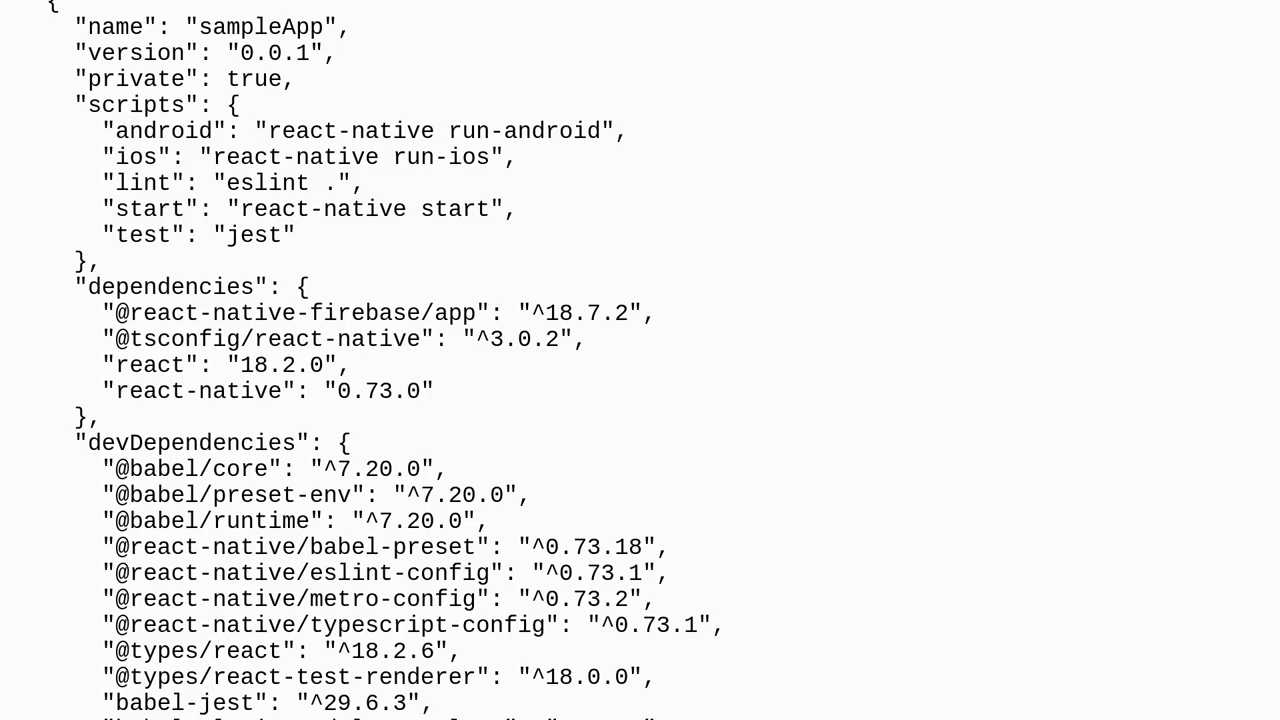 {
"name": "sampleApp",
"version": "0.0.1",
"private": true,
"scripts": {
"android": "react-native run-android",
"ios": "react-native run-ios",
"lint": "eslint .",
"start": "react-native start",
"test": "jest"
},
"dependencies": {
"@react-native-firebase/app": "^18.7.2",
"@tsconfig/react-native": "^3.0.2",
"react": "18.2.0",
"react-native": "0.73.0"
},
"devDependencies": {
"@babel/core": "^7.20.0",
"@babel/preset-env": "^7.20.0",
"@babel/runtime": "^7.20.0",
"@react-native/babel-preset": "^0.73.18",
"@react-native/eslint-config": "^0.73.1",
"@react-native/metro-config": "^0.73.2",
"@react-native/typescript-config": "^0.73.1",
"@types/react": "^18.2.6",
"@types/react-test-renderer": "^18.0.0",
"babel-jest": "^29.6.3",